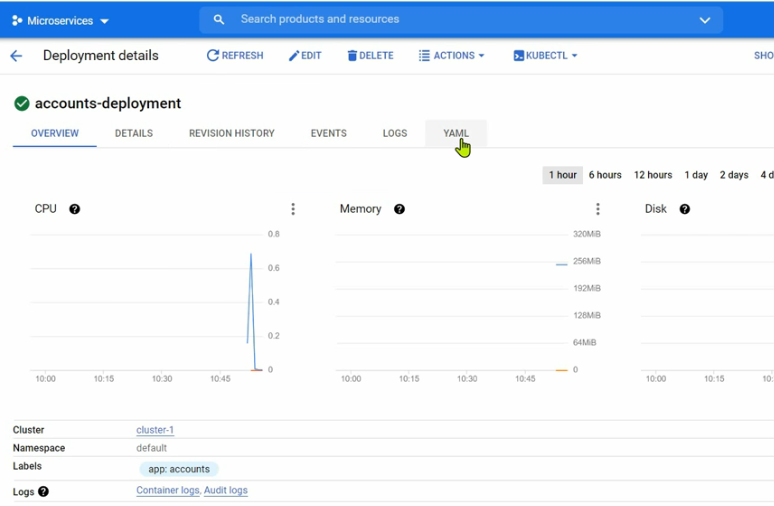 Microservices Search products and resources
Deployment details REFRESH EDIT DELETE ACTIONS KUBECTL SHO
accounts-deployment
OVERVIEW DETAILS REVISION HISTORY EVENTS LOGS YAML
1 hour 6 hours 12 hours 1 day 2 days 4 d
CPU Memory Disk
0.8 320MiB
0.6 256MiB
0.4 192MiB
128MiB
0.2 64MiB
0 0
10:00 10:15 10:30 10:45 10:00 10:15 10:30 10:45 10:00 10:15 10:
Cluster cluster-1
Namespace default
Labels app: accounts
Logs Container logs, Audit logs